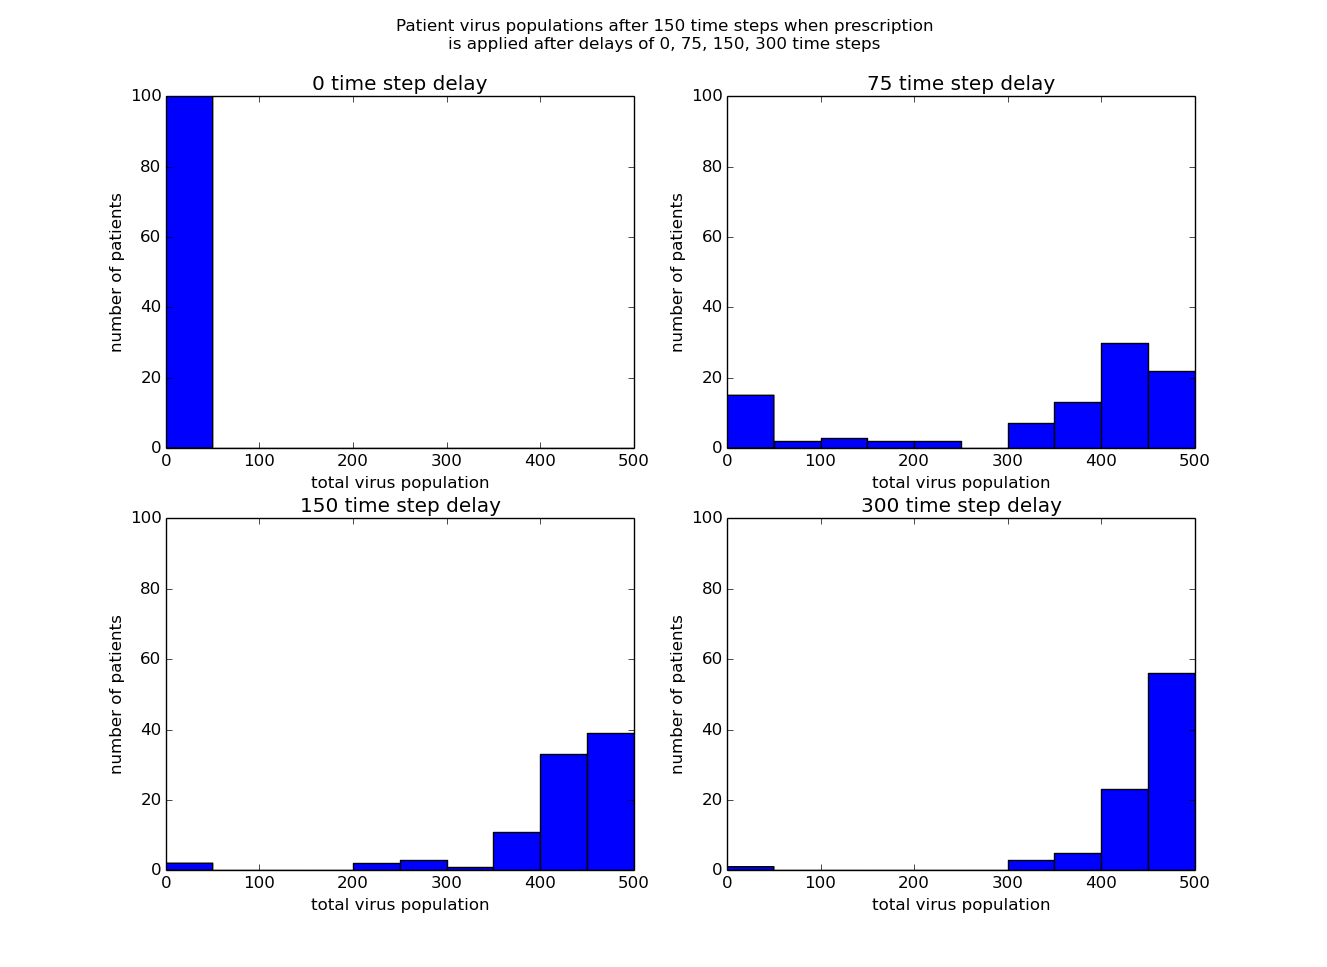 Patient virus populations after 150 time steps when prescription
is applied after delays of 0, 75, 150, 300 time steps
0 time step delay
100
80
60
40
20
0
number of patients
0 100 200 300 400 500
total virus population
75 time step delay
100
80
60
40
20
0
number of patients
0 100 200 300 400 500
total virus population
150 time step delay
100
80
60
40
20
0
number of patients
0 100 200 300 400 500
total virus population
300 time step delay
100
80
60
40
20
0
number of patients
0 100 200 300 400 500
total virus population